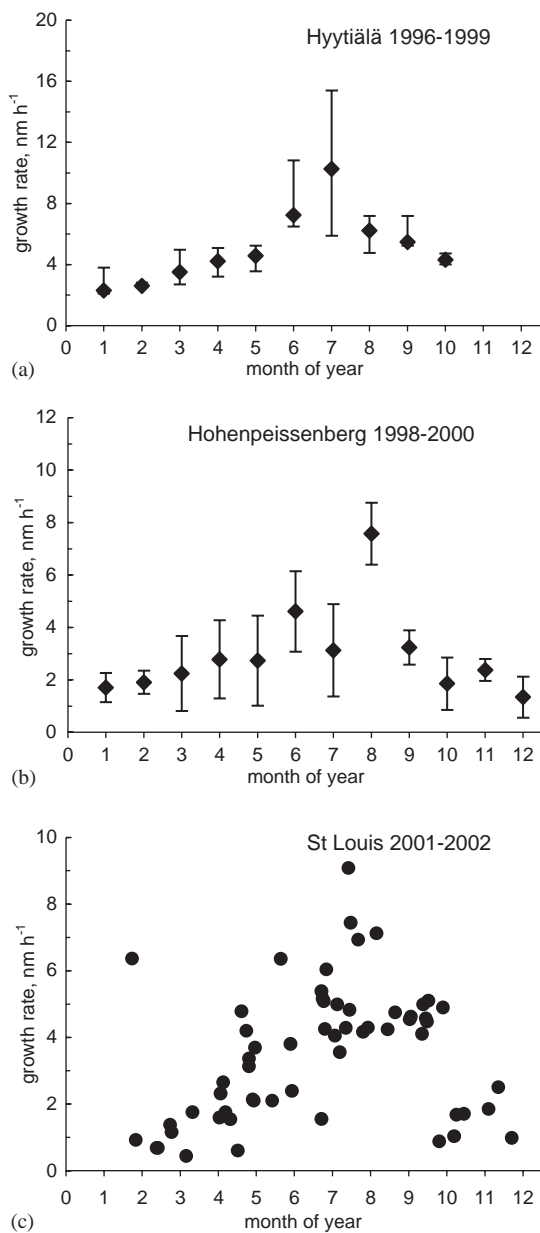 Hyytiälä 1996-1999
growth rate, nm h-1
20
16
12
8
4
0
0 1 2 3 4 5 6 7 8 9 10 11 12
month of year
(a)
Hohenpeissenberg 1998-2000
growth rate, nm h-1
12
10
8
6
4
2
0
0 1 2 3 4 5 6 7 8 9 10 11 12
month of year
(b)
St Louis 2001-2002
growth rate, nm h-1
10
8
6
4
2
0
0 1 2 3 4 5 6 7 8 9 10 11 12
month of year
(c)